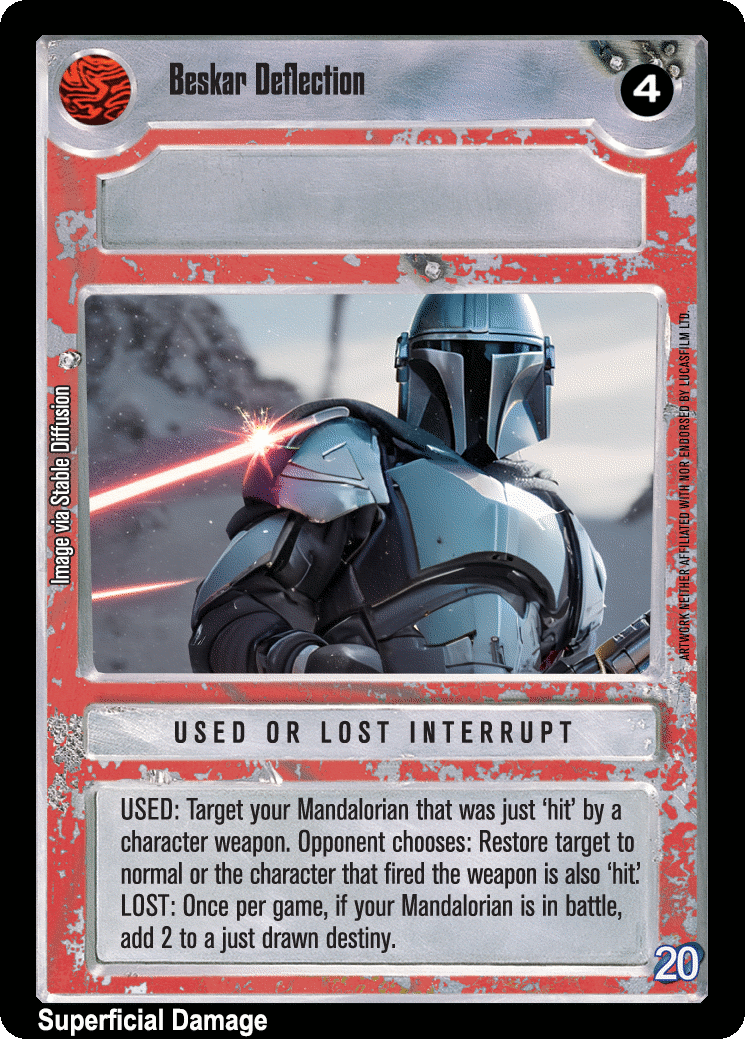 Beskar Deflection
4
Image via Stable Diffusion
ARTWORK NEITHER AFFILIATED WITH NOR ENDORSED BY LUCASFILM LTD.
USED OR LOST INTERRUPT
USED: Target your Mandalorian that was just ‘hit’ by a
character weapon. Opponent chooses: Restore target to
normal or the character that fired the weapon is also ‘hit.’
LOST: Once per game, if your Mandalorian is in battle,
add 2 to a just drawn destiny.
20
Superficial Damage